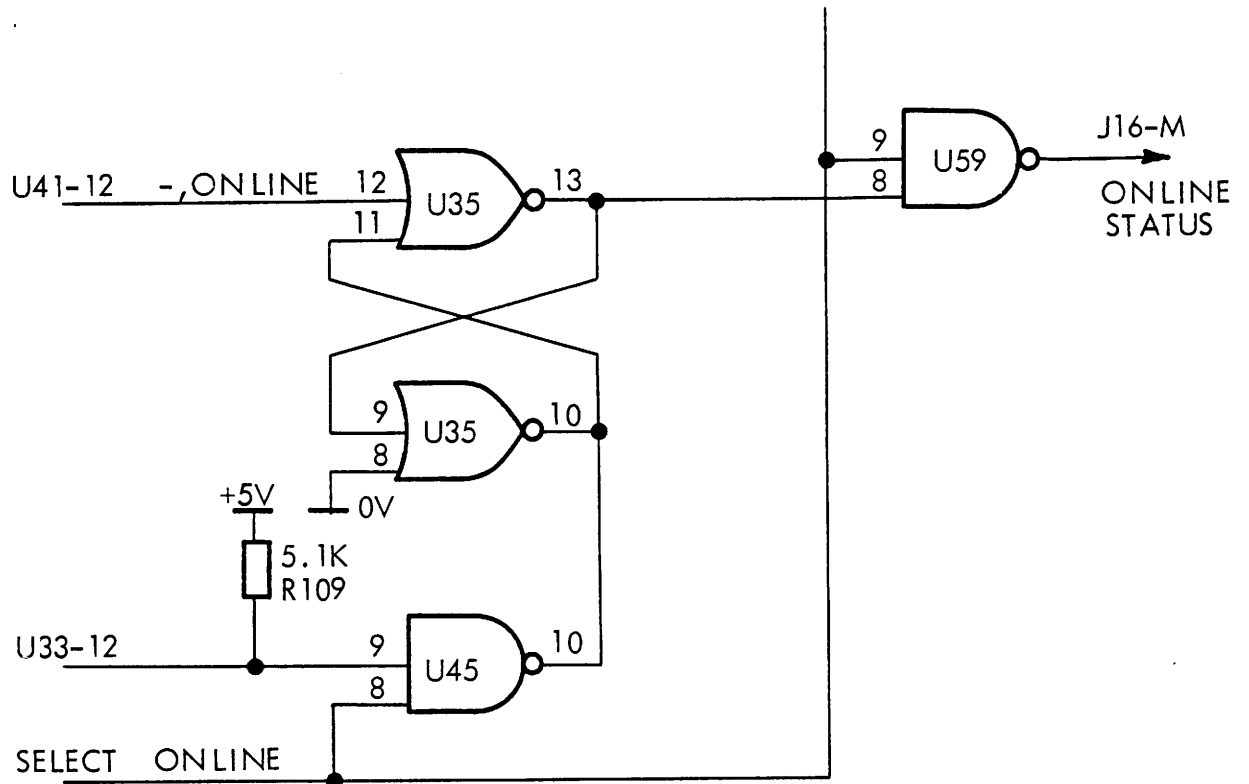 J16-M
9
U59
8
ONLINE
STATUS
U41-12 -,ONLINE
12
U35
13
11
9
U35
10
8
+5V
0V
5.1K
R109
U33-12
9
U45
10
8
SELECT ONLINE